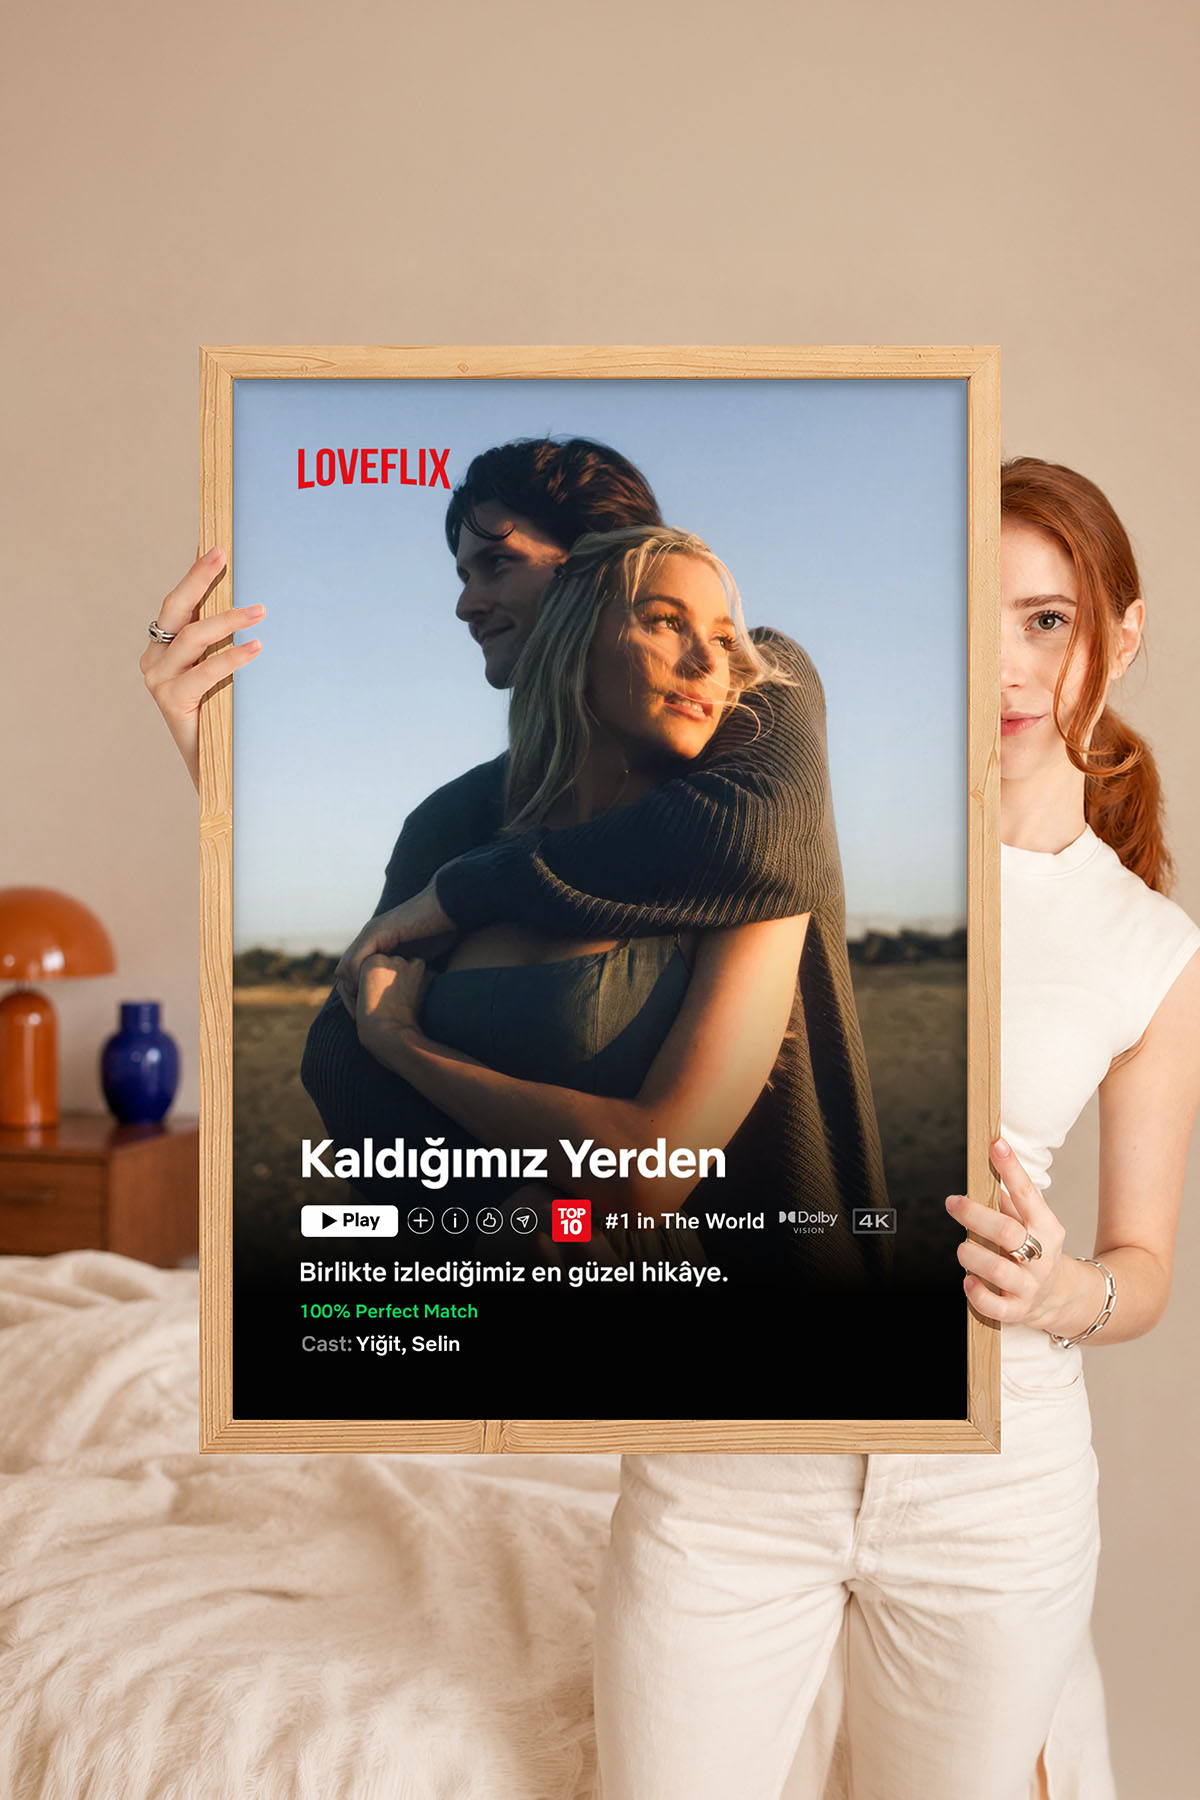 LOVEFLIX
Kaldığımız Yerden
Play TOP 10 #1 in The World Dolby VISION 4K
Birlikte izlediğimiz en güzel hikâye.
100% Perfect Match
Cast: Yiğit, Selin